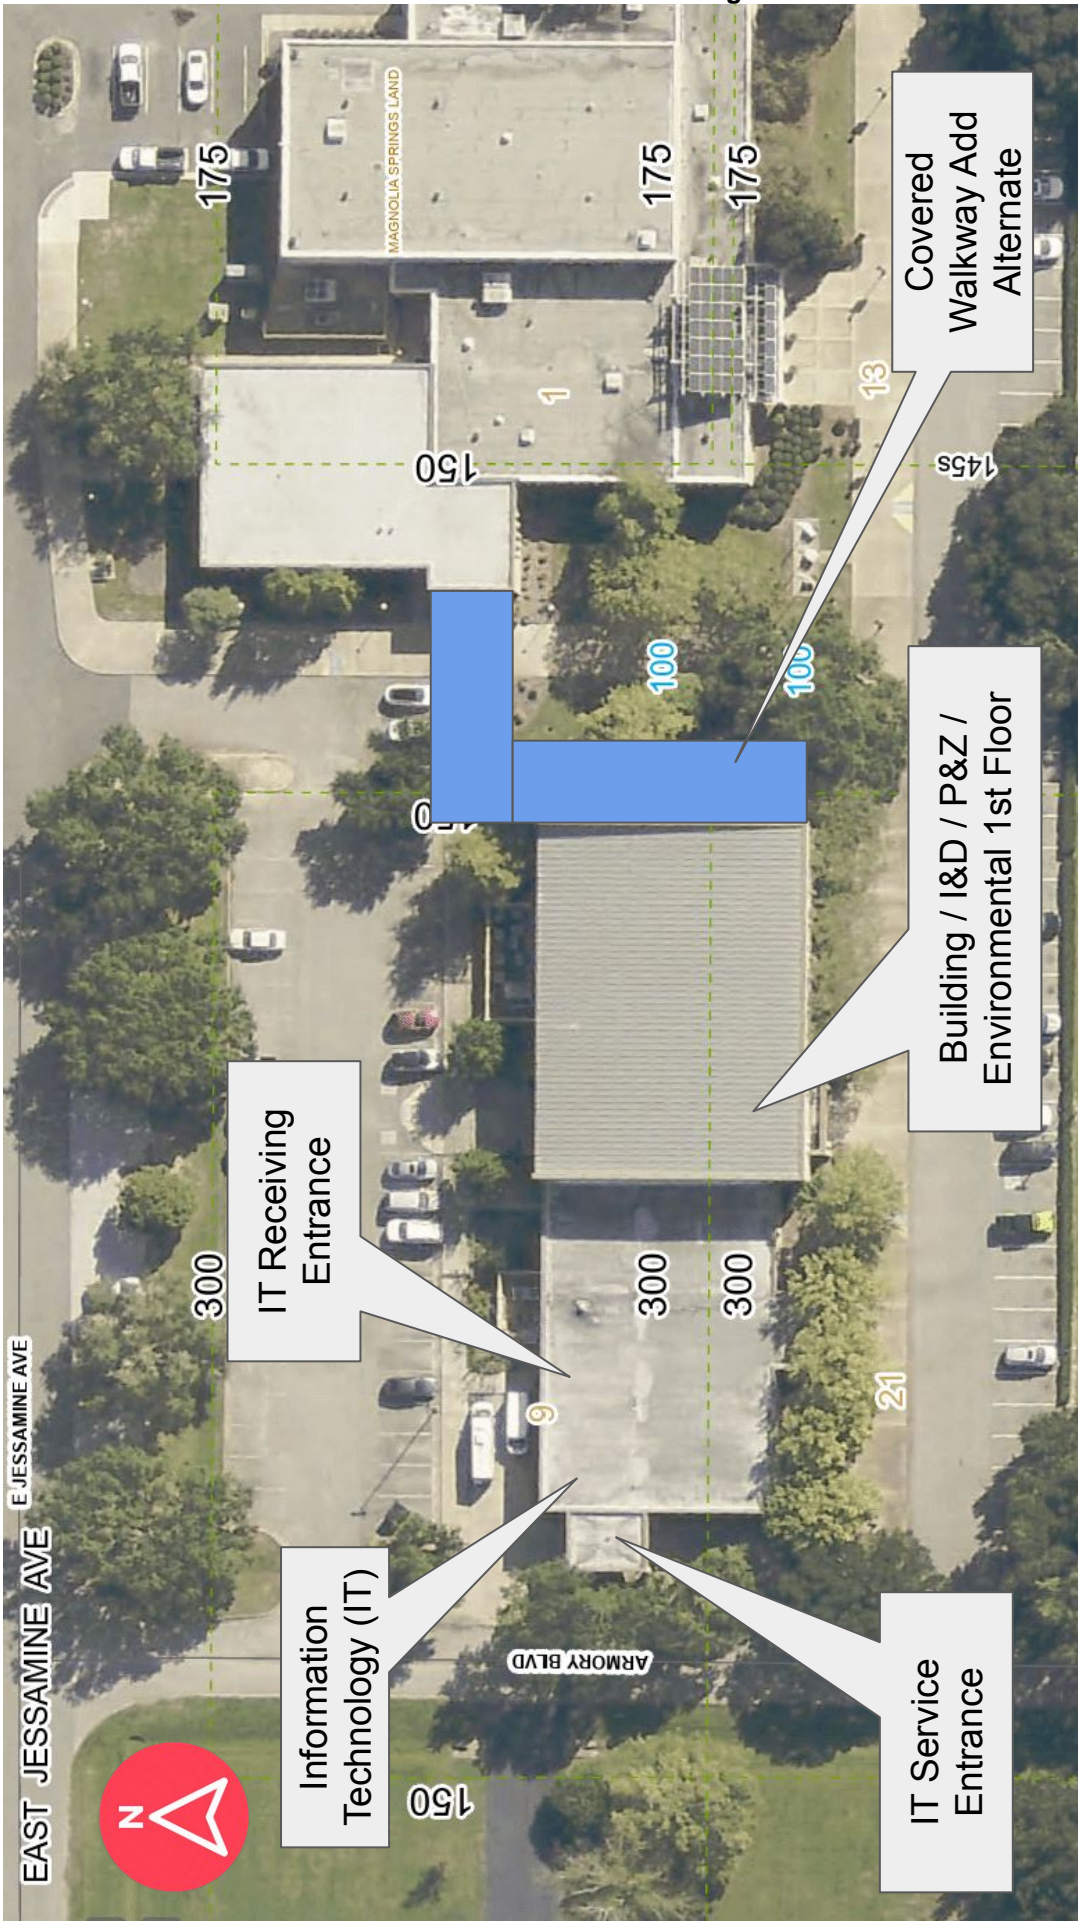 g
EAST JESSAMINE AVE
E JESSAMINE AVE
N
Information
Technology (IT)
IT Receiving
Entrance
IT Service
Entrance
Building / I&D / P&Z /
Environmental 1st Floor
Covered
Walkway Add
Alternate
MAGNOLIA SPRINGS LAND
ARMORY BLVD
175
175
175
150
145s
1
13
100
100
150
300
300
300
9
21
150